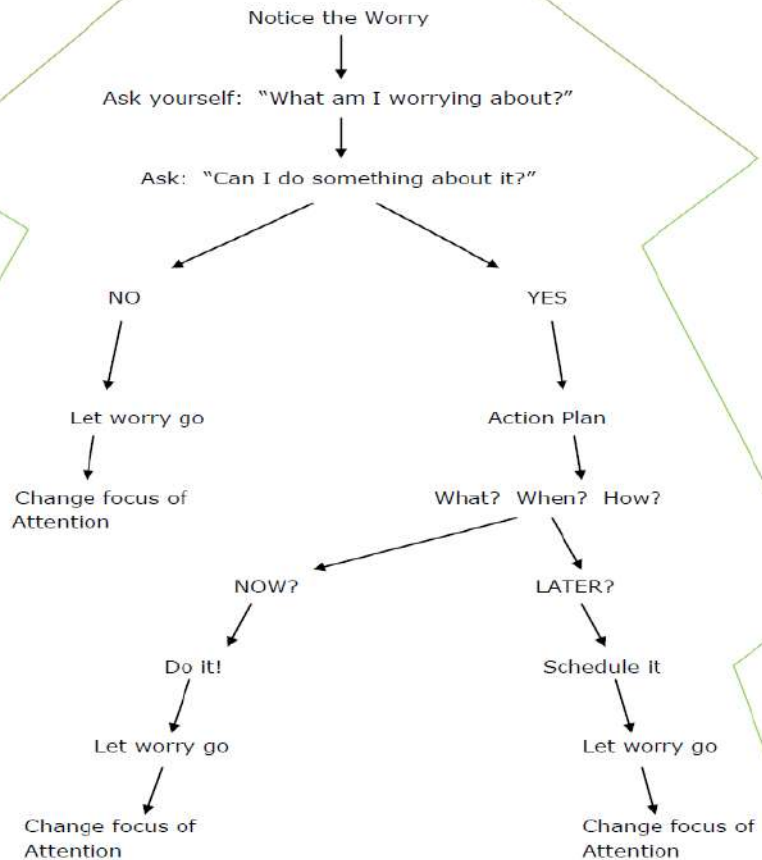 Notice the Worry
Ask yourself:  “What am I worrying about?”
Ask:  “Can I do something about it?”
NO
YES
Let worry go
Action Plan
Change focus of
Attention
What?  When?  How?
NOW?
LATER?
Do it!
Schedule it
Let worry go
Let worry go
Change focus of
Attention
Change focus of
Attention